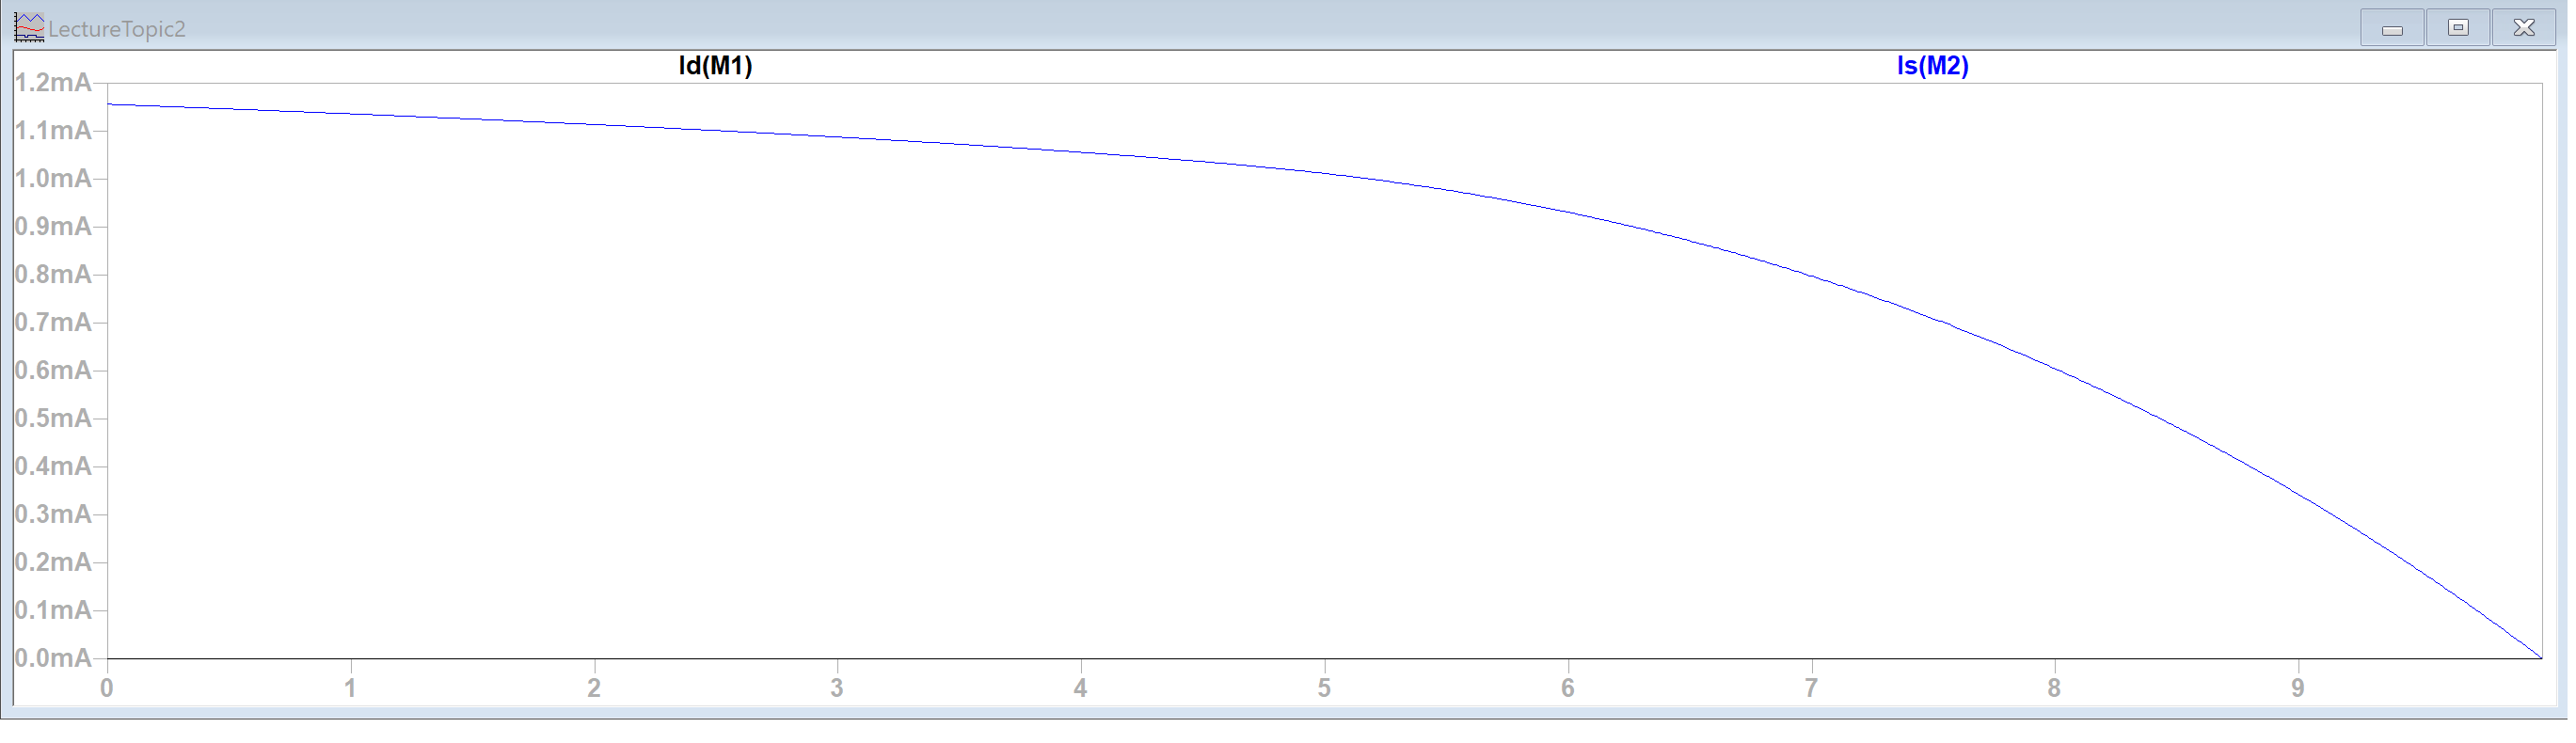 LectureTopic2
Id(M1) Is(M2)
1.2mA
1.1mA
1.0mA
0.9mA
0.8mA
0.7mA
0.6mA
0.5mA
0.4mA
0.3mA
0.2mA
0.1mA
0.0mA
0 1 2 3 4 5 6 7 8 9